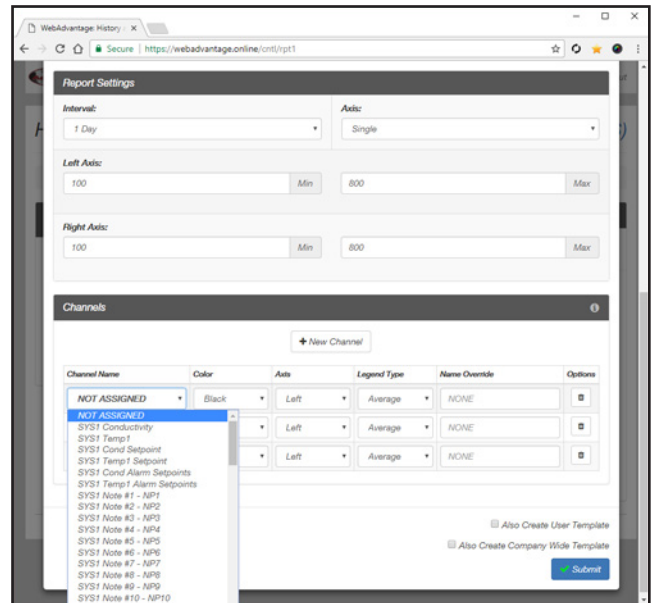 WebAdvantage: History
Secure | https://webadvantage.online/cntl/rpt1
Report Settings
Interval:
Axis:
1 Day
Single
Left Axis:
100
Min
800
Max
Right Axis:
100
Min
800
Max
Channels
+ New Channel
Channel Name
Color
Axis
Legend Type
Name Override
Options
NOT ASSIGNED
Black
Left
Average
NONE
Left
Average
NONE
Left
Average
NONE
NOT ASSIGNED
SYS1 Conductivity
SYS1 Temp1
SYS1 Cond Setpoint
SYS1 Temp1 Setpoint
SYS1 Cond Alarm Setpoints
SYS1 Temp1 Alarm Setpoints
SYS1 Note #1 - NP1
SYS1 Note #2 - NP2
SYS1 Note #3 - NP3
SYS1 Note #4 - NP4
SYS1 Note #5 - NP5
SYS1 Note #6 - NP6
SYS1 Note #7 - NP7
SYS1 Note #8 - NP8
SYS1 Note #9 - NP9
SYS1 Note #10 - NP10
Also Create User Template
Also Create Company Wide Template
Submit